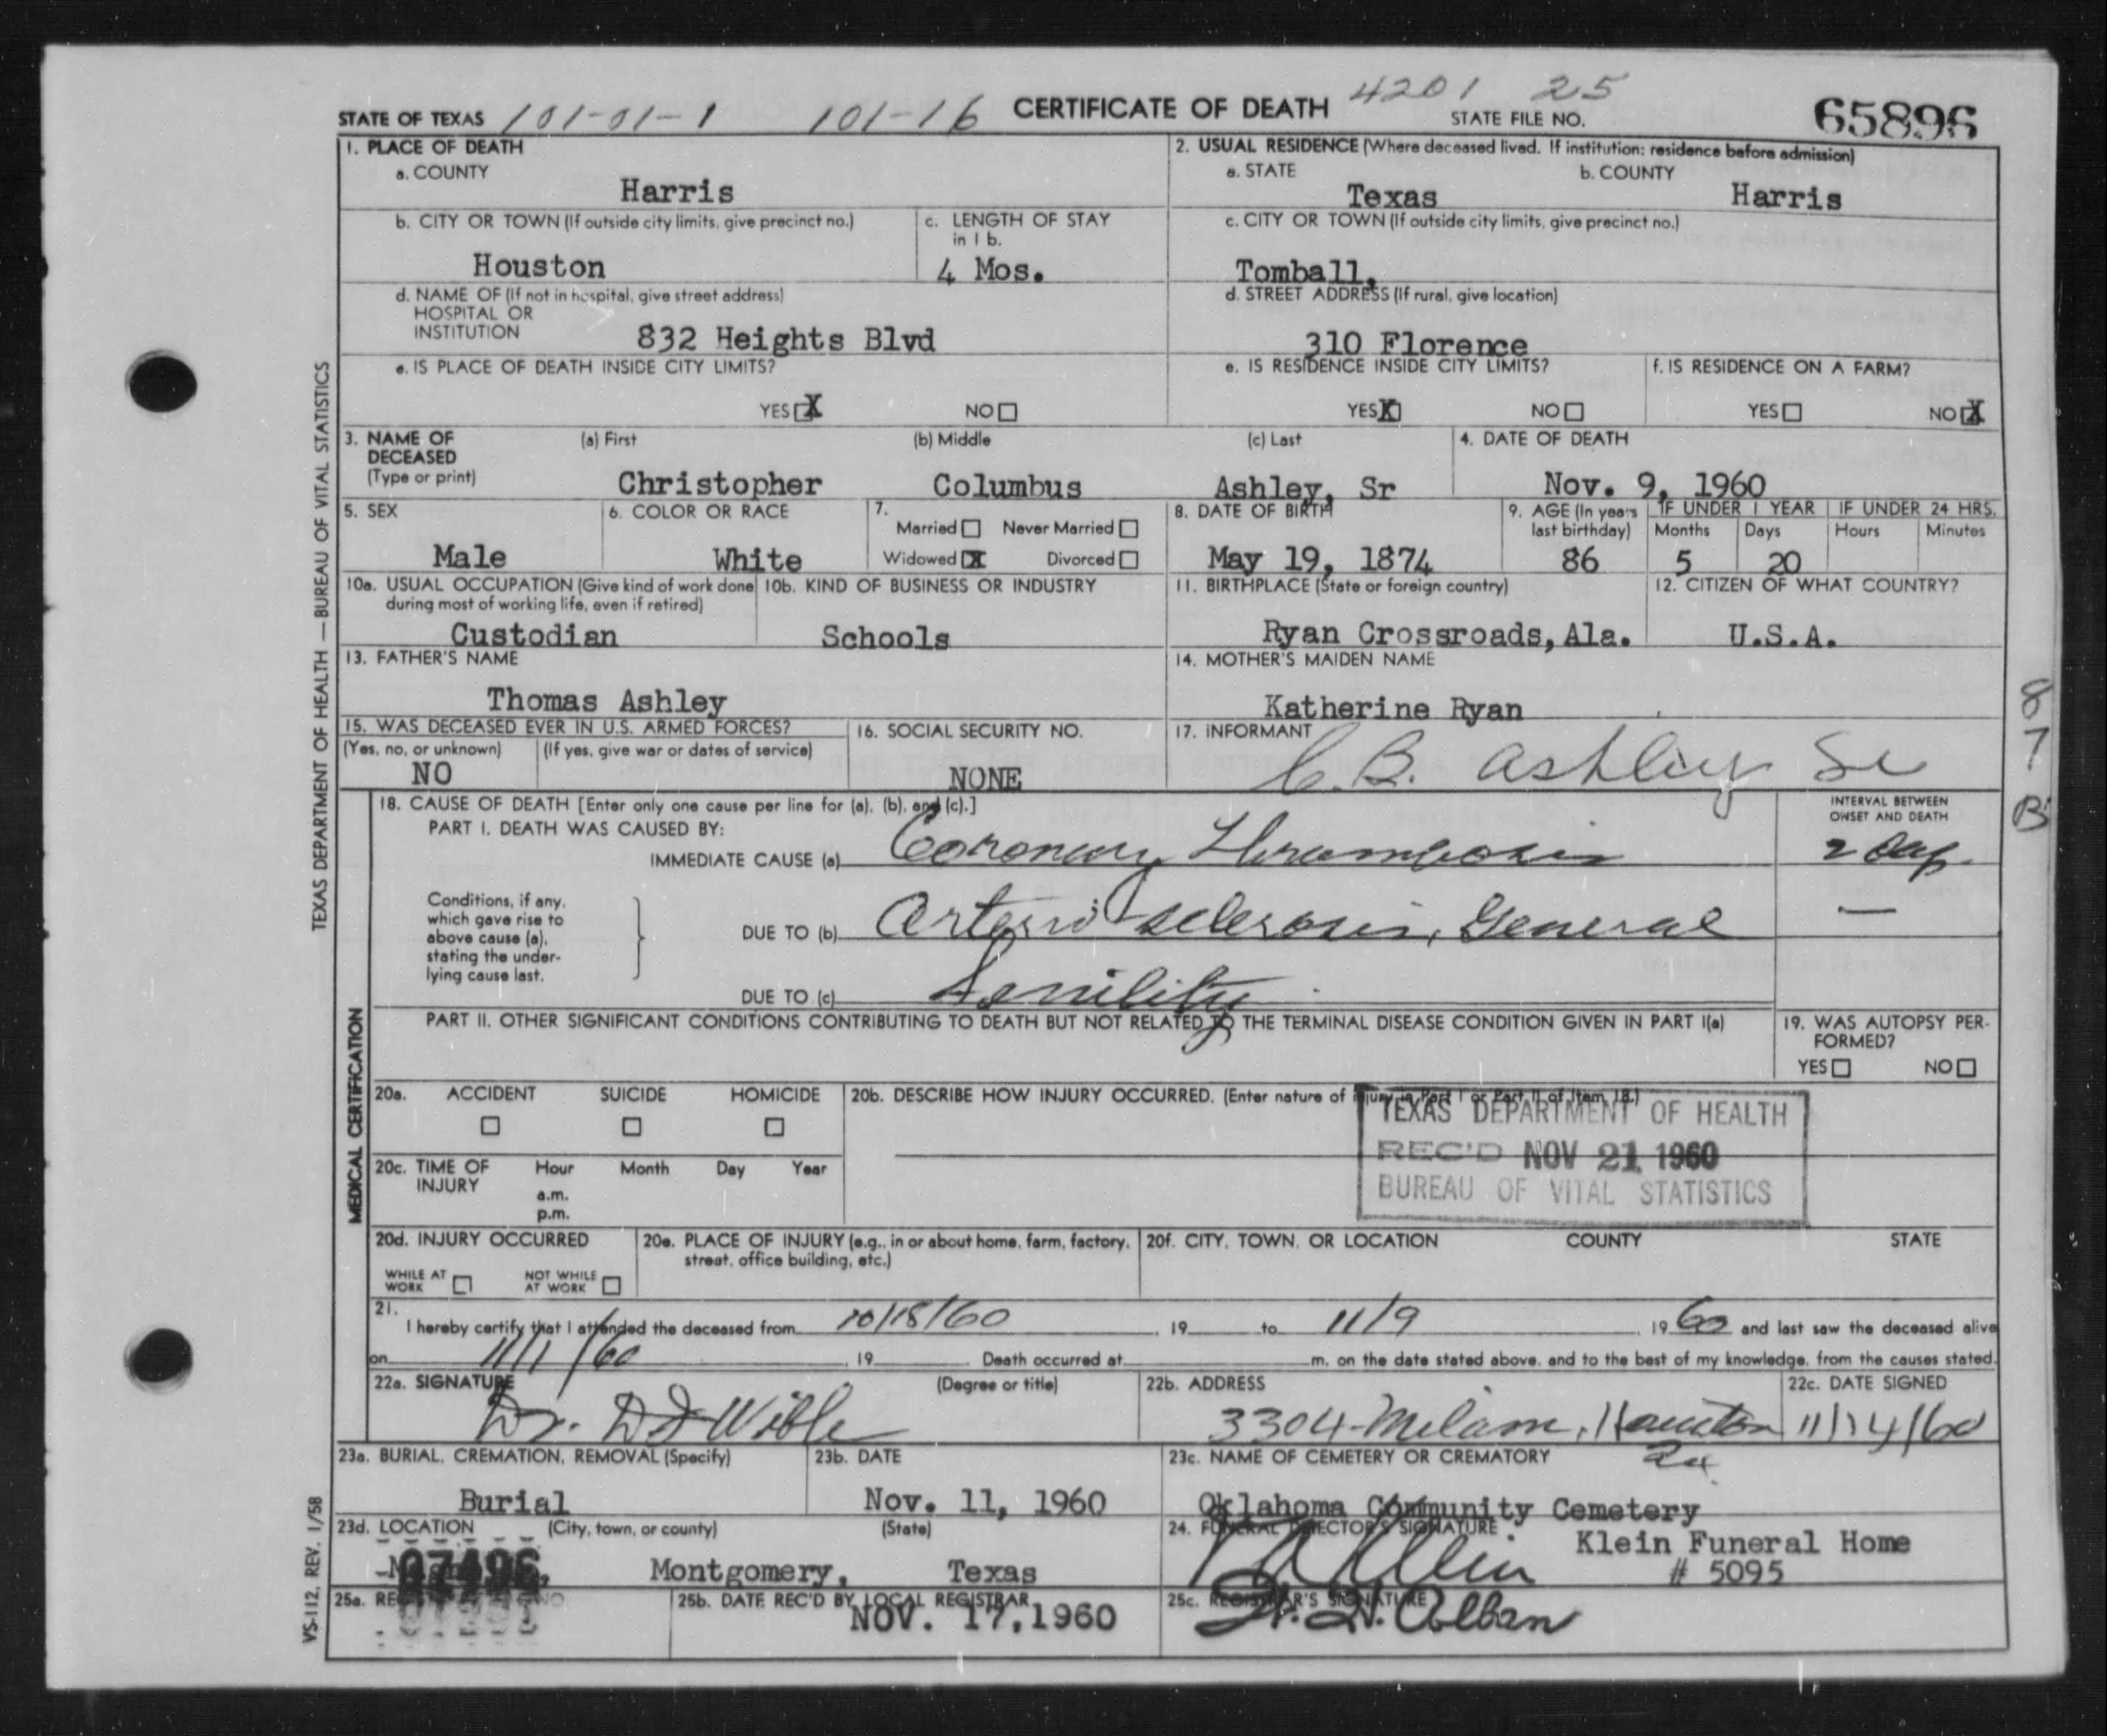 4201 25
STATE OF TEXAS 101-01-1 101-16 CERTIFICATE OF DEATH STATE FILE NO. 65896
1. PLACE OF DEATH
a. COUNTY
Harris
2. USUAL RESIDENCE (Where deceased lived. If institution: residence before admission)
a. STATE b. COUNTY
Texas Harris
b. CITY OR TOWN (If outside city limits, give precinct no.)
Houston
c. LENGTH OF STAY
in 1 b.
4 Mos.
c. CITY OR TOWN (If outside city limits, give precinct no.)
Tomball,
d. NAME OF (If not in hospital, give street address)
HOSPITAL OR
INSTITUTION 832 Heights Blvd
d. STREET ADDRESS (If rural, give location)
310 Florence
e. IS PLACE OF DEATH INSIDE CITY LIMITS?
YES X NO
e. IS RESIDENCE INSIDE CITY LIMITS?
YES X NO
f. IS RESIDENCE ON A FARM?
YES NO X
3. NAME OF (a) First (b) Middle (c) Last
DECEASED
(Type or print) Christopher Columbus Ashley, Sr
4. DATE OF DEATH
Nov. 9, 1960
5. SEX
Male
6. COLOR OR RACE
White
7.
Married Never Married
Widowed X Divorced
8. DATE OF BIRTH
May 19, 1874
9. AGE (In years
last birthday)
86
IF UNDER 1 YEAR IF UNDER 24 HRS.
Months Days Hours Minutes
5 20
10a. USUAL OCCUPATION (Give kind of work done
during most of working life, even if retired)
Custodian
10b. KIND OF BUSINESS OR INDUSTRY
Schools
11. BIRTHPLACE (State or foreign country)
Ryan Crossroads, Ala.
12. CITIZEN OF WHAT COUNTRY?
U.S.A.
13. FATHER'S NAME
Thomas Ashley
14. MOTHER'S MAIDEN NAME
Katherine Ryan
15. WAS DECEASED EVER IN U.S. ARMED FORCES?
(Yes, no, or unknown) (If yes, give war or dates of service)
NO
16. SOCIAL SECURITY NO.
NONE
17. INFORMANT
C.B. Ashley Sr
18. CAUSE OF DEATH [Enter only one cause per line for (a), (b), and (c).]
PART I. DEATH WAS CAUSED BY:
IMMEDIATE CAUSE (a) Coronary Thrombosis
INTERVAL BETWEEN
ONSET AND DEATH
2 days
Conditions, if any,
which gave rise to
above cause (a),
stating the under-
lying cause last.
DUE TO (b) Arterio sclerosis, General
—
DUE TO (c) Senility
PART II. OTHER SIGNIFICANT CONDITIONS CONTRIBUTING TO DEATH BUT NOT RELATED TO THE TERMINAL DISEASE CONDITION GIVEN IN PART I(a)
19. WAS AUTOPSY PER-
FORMED?
YES NO
20a. ACCIDENT SUICIDE HOMICIDE
20b. DESCRIBE HOW INJURY OCCURRED. (Enter nature of injury in Part I or Part II of Item 18.)
TEXAS DEPARTMENT OF HEALTH
REC'D NOV 21 1960
BUREAU OF VITAL STATISTICS
20c. TIME OF Hour Month Day Year
INJURY a.m.
p.m.
20d. INJURY OCCURRED
WHILE AT
WORK
NOT WHILE
AT WORK
20e. PLACE OF INJURY (e.g., in or about home, farm, factory,
street, office building, etc.)
20f. CITY, TOWN, OR LOCATION COUNTY STATE
21.
I hereby certify that I attended the deceased from 10/18/60, 19 to 11/9, 19 60 and last saw the deceased alive
on 11/1/60, 19 . Death occurred at m. on the date stated above, and to the best of my knowledge, from the causes stated.
22a. SIGNATURE (Degree or title)
Dr. D D Wible
22b. ADDRESS
3304 Milam, Houston
22c. DATE SIGNED
11/14/60
23a. BURIAL, CREMATION, REMOVAL (Specify)
Burial
23b. DATE
Nov. 11, 1960
23c. NAME OF CEMETERY OR CREMATORY
Oklahoma Community Cemetery
23d. LOCATION (City, town, or county) (State)
07496 Montgomery, Texas
24. FUNERAL DIRECTOR'S SIGNATURE
Klein Klein Funeral Home
# 5095
25a.
NO
25b. DATE REC'D BY LOCAL REGISTRAR
NOV. 17, 1960
25c. REGISTRAR'S SIGNATURE
H. H. Alban
TEXAS DEPARTMENT OF HEALTH — BUREAU OF VITAL STATISTICS
MEDICAL CERTIFICATION
VS-112, REV. 1/58
87B